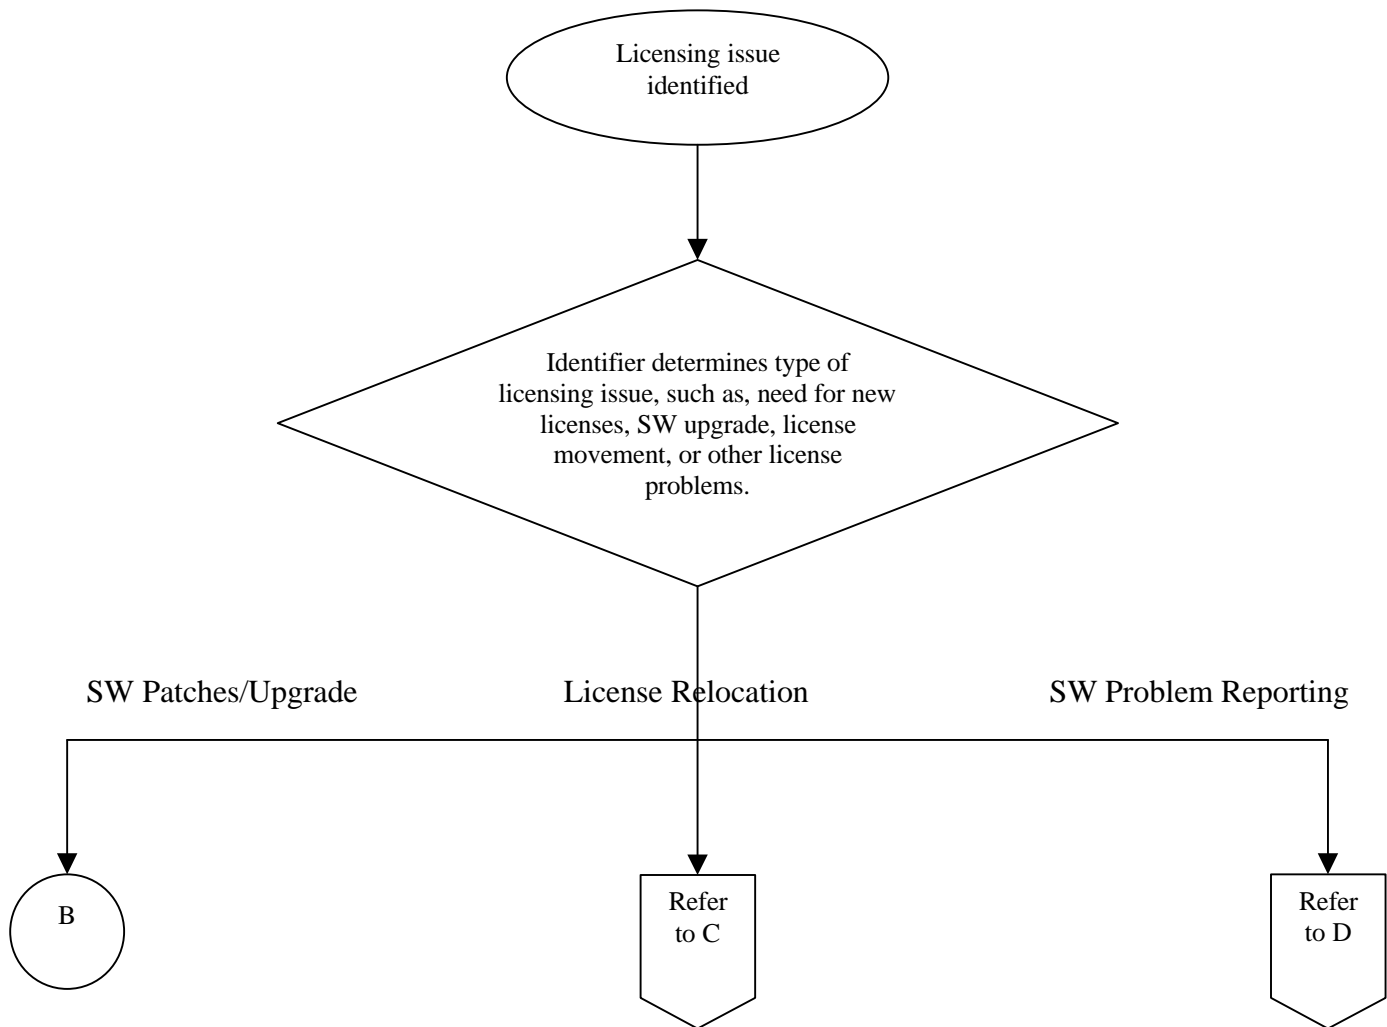 Licensing issue
identified
Identifier determines type of
licensing issue, such as, need for new
licenses, SW upgrade, license
movement, or other license
problems.
SW Patches/Upgrade
License Relocation
SW Problem Reporting
B
Refer
to C
Refer
to D